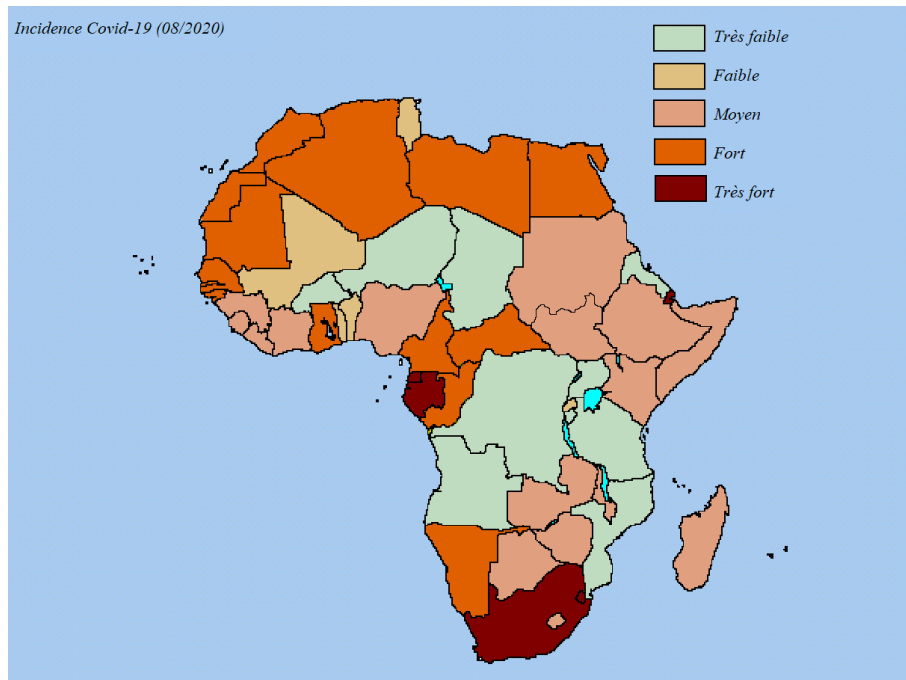 Incidence Covid-19 (08/2020)
Très faible
Faible
Moyen
Fort
Très fort